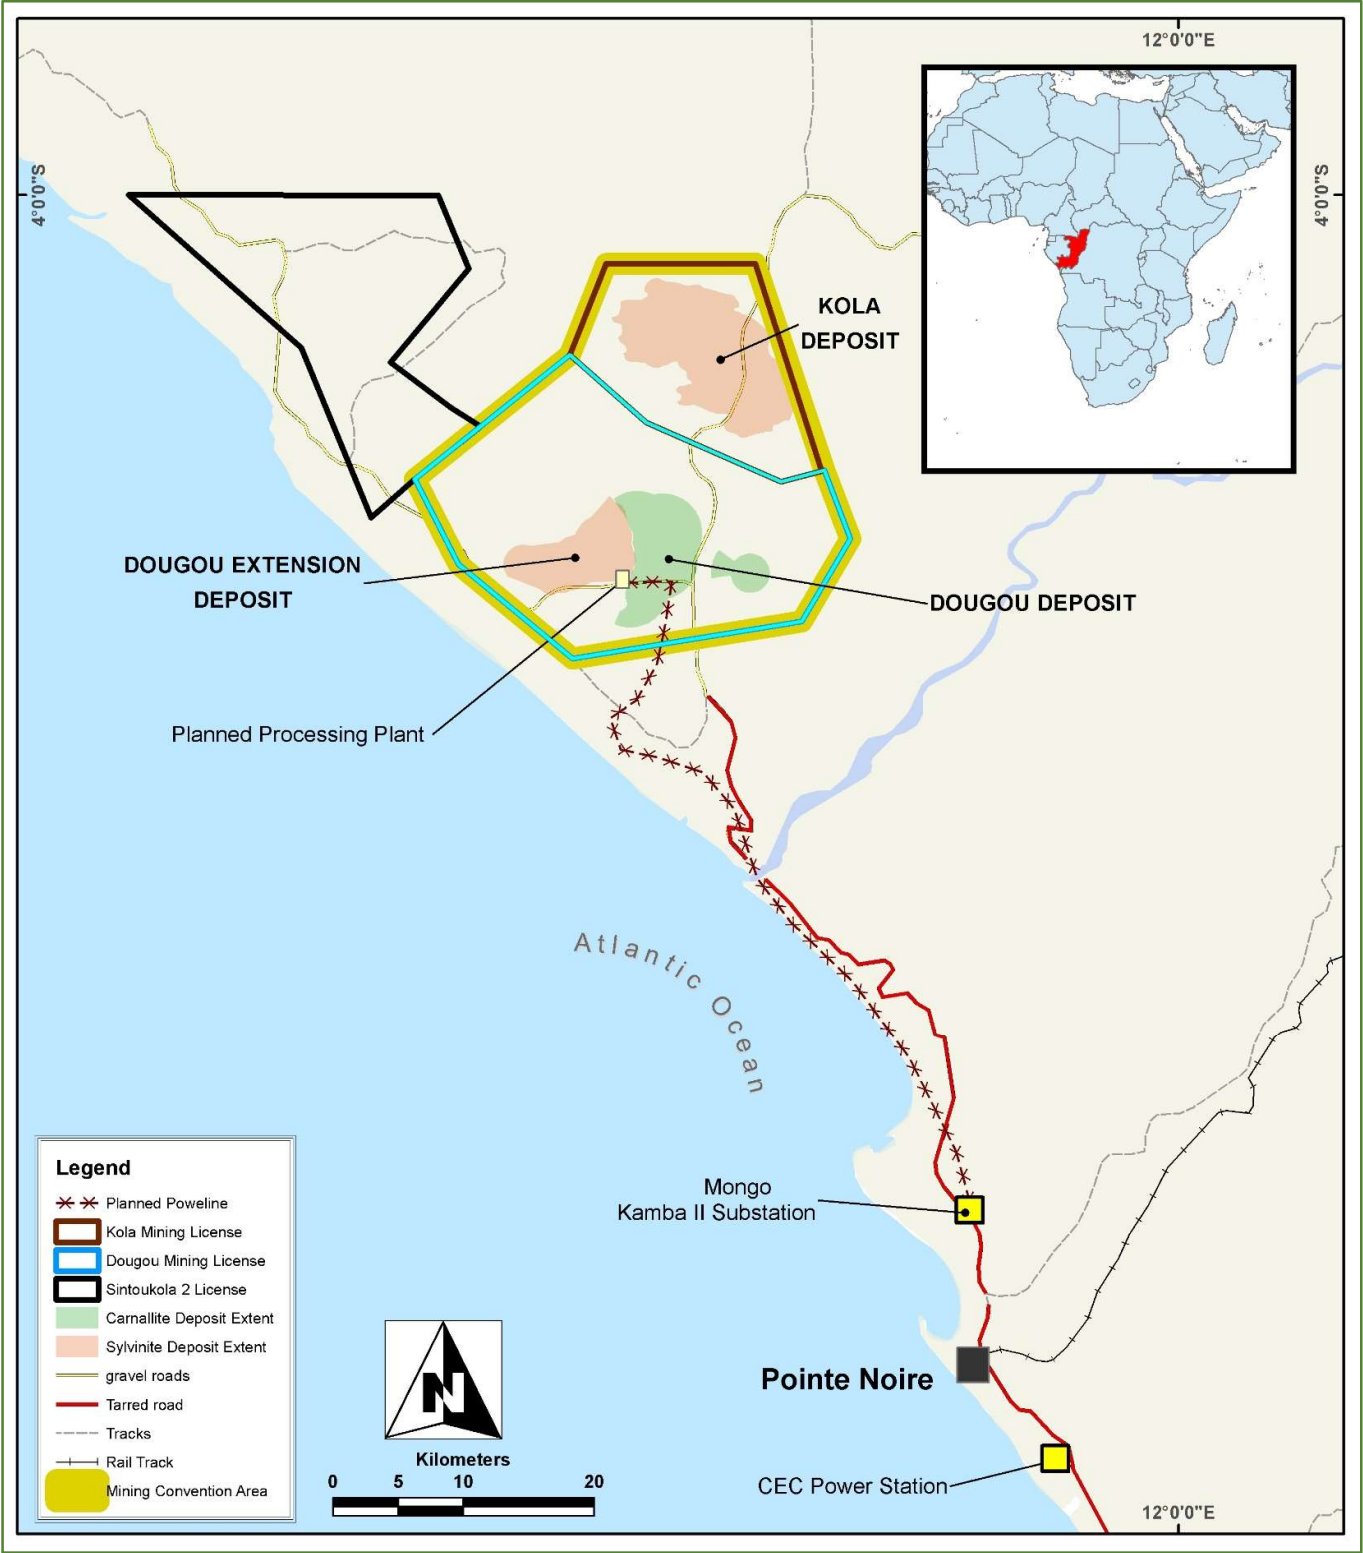 12°0'0"E
4°0'0"S
4°0'0"S
KOLA
DEPOSIT
DOUGOU EXTENSION
DEPOSIT
DOUGOU DEPOSIT
Planned Processing Plant
Atlantic Ocean
Mongo
Kamba II Substation
Pointe Noire
CEC Power Station
Legend
Planned Poweline
Kola Mining License
Dougou Mining License
Sintoukola 2 License
Carnallite Deposit Extent
Sylvinite Deposit Extent
gravel roads
Tarred road
Tracks
Rail Track
Mining Convention Area
N
Kilometers
0 5 10 20
12°0'0"E